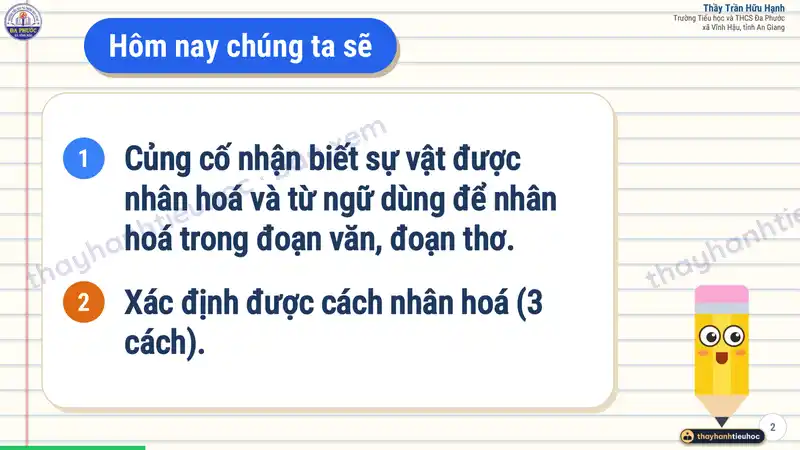 Thầy Trần Hữu Hạnh
Trường Tiểu học và THCS Đa Phước
xã Vĩnh Hậu, tỉnh An Giang
ĐA PHƯỚC
Hôm nay chúng ta sẽ
1 Củng cố nhận biết sự vật được
nhân hoá và từ ngữ dùng để nhân
hoá trong đoạn văn, đoạn thơ.
2 Xác định được cách nhân hoá (3
cách).
thayhanhtieuhoc
2